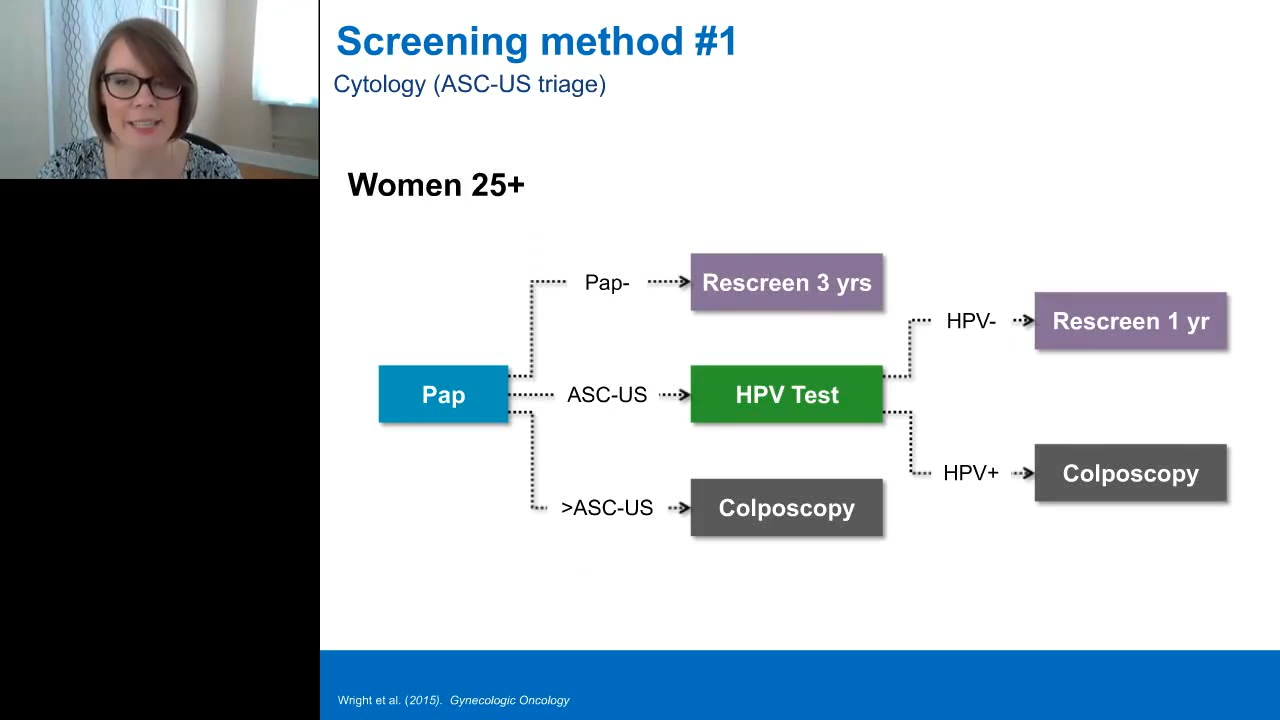 Screening method #1
Cytology (ASC-US triage)
Women 25+
Pap- Rescreen 3 yrs
HPV- Rescreen 1 yr
Pap ASC-US HPV Test
HPV+ Colposcopy
>ASC-US Colposcopy
Wright et al. (2015). Gynecologic Oncology